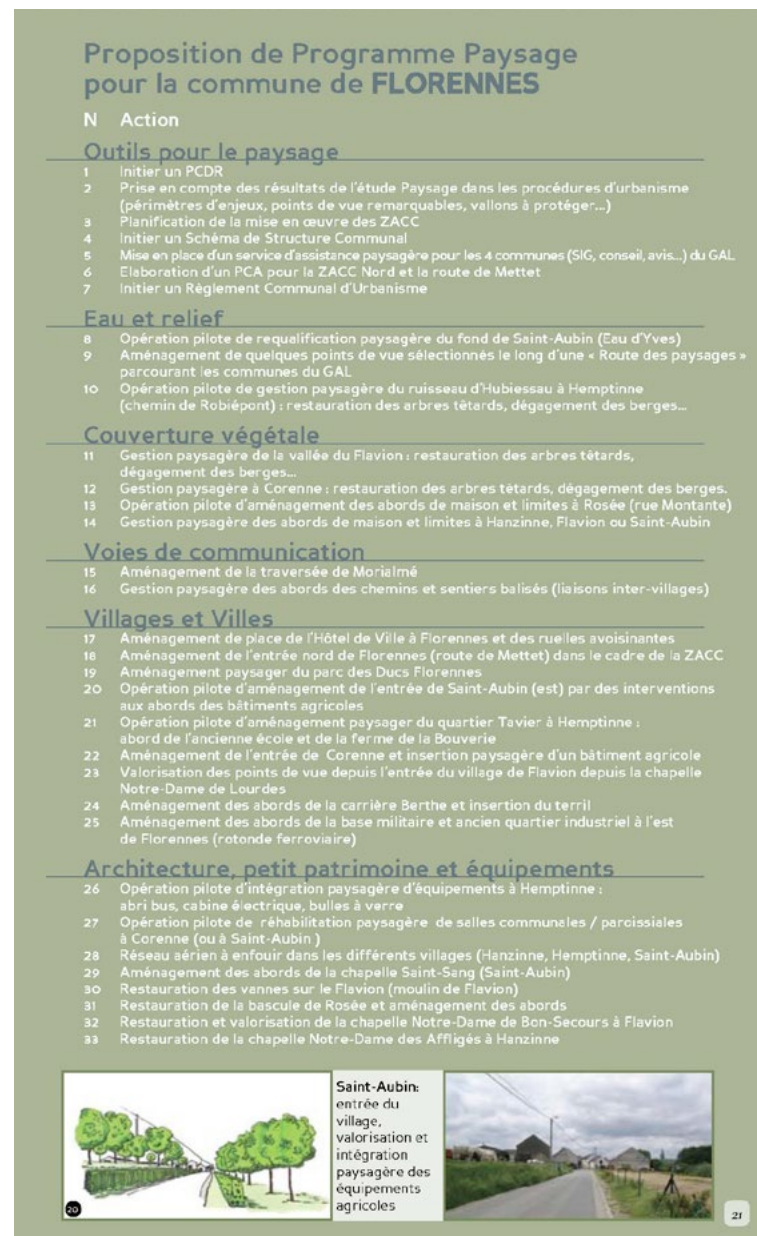 Proposition de Programme Paysage
pour la commune de FLORENNES
N Action
Outils pour le paysage
1 Initier un PCDR
2 Prise en compte des résultats de l'étude Paysage dans les procédures d'urbanisme
(périmètres d'enjeux, points de vue remarquables, vallons à protéger...)
3 Planification de la mise en œuvre des ZACC
4 Initier un Schéma de Structure Communal
5 Mise en place d'un service d'assistance paysagère pour les 4 communes (SIG, conseil, avis...) du GAL
6 Elaboration d'un PCA pour la ZACC Nord et la route de Mettet
7 Initier un Règlement Communal d'Urbanisme
Eau et relief
8 Opération pilote de requalification paysagère du fond de Saint-Aubin (Eau d'Yves)
9 Aménagement de quelques points de vue sélectionnés le long d'une « Route des paysages »
parcourant les communes du GAL
10 Opération pilote de gestion paysagère du ruisseau d'Hubiessau à Hemptinne
(chemin de Robiépont) : restauration des arbres têtards, dégagement des berges...
Couverture végétale
11 Gestion paysagère de la vallée du Flavion : restauration des arbres têtards,
dégagement des berges...
12 Gestion paysagère à Corenne : restauration des arbres têtards, dégagement des berges.
13 Opération pilote d'aménagement des abords de maison et limites à Rosée (rue Montante)
14 Gestion paysagère des abords de maison et limites à Hanzinne, Flavion ou Saint-Aubin
Voies de communication
15 Aménagement de la traversée de Morialmé
16 Gestion paysagère des abords des chemins et sentiers balisés (liaisons inter-villages)
Villages et Villes
17 Aménagement de place de l'Hôtel de Ville à Florennes et des ruelles avoisinantes
18 Aménagement de l'entrée nord de Florennes (route de Mettet) dans le cadre de la ZACC
19 Aménagement paysager du parc des Ducs Florennes
20 Opération pilote d'aménagement de l'entrée de Saint-Aubin (est) par des interventions
aux abords des bâtiments agricoles
21 Opération pilote d'aménagement paysager du quartier Tavier à Hemptinne :
abord de l'ancienne école et de la ferme de la Bouverie
22 Aménagement de l'entrée de Corenne et insertion paysagère d'un bâtiment agricole
23 Valorisation des points de vue depuis l'entrée du village de Flavion depuis la chapelle
Notre-Dame de Lourdes
24 Aménagement des abords de la carrière Berthe et insertion du terril
25 Aménagement des abords de la base militaire et ancien quartier industriel à l'est
de Florennes (rotonde ferroviaire)
Architecture, petit patrimoine et équipements
26 Opération pilote d'intégration paysagère d'équipements à Hemptinne :
abri bus, cabine électrique, bulles à verre
27 Opération pilote de réhabilitation paysagère de salles communales / paroissiales
à Corenne (ou à Saint-Aubin )
28 Réseau aérien à enfouir dans les différents villages (Hanzinne, Hemptinne, Saint-Aubin)
29 Aménagement des abords de la chapelle Saint-Sang (Saint-Aubin)
30 Restauration des vannes sur le Flavion (moulin de Flavion)
31 Restauration de la bascule de Rosée et aménagement des abords
32 Restauration et valorisation de la chapelle Notre-Dame de Bon-Secours à Flavion
33 Restauration de la chapelle Notre-Dame des Affligés à Hanzinne
Saint-Aubin:
entrée du
village,
valorisation et
intégration
paysagère des
équipements
agricoles
20
21